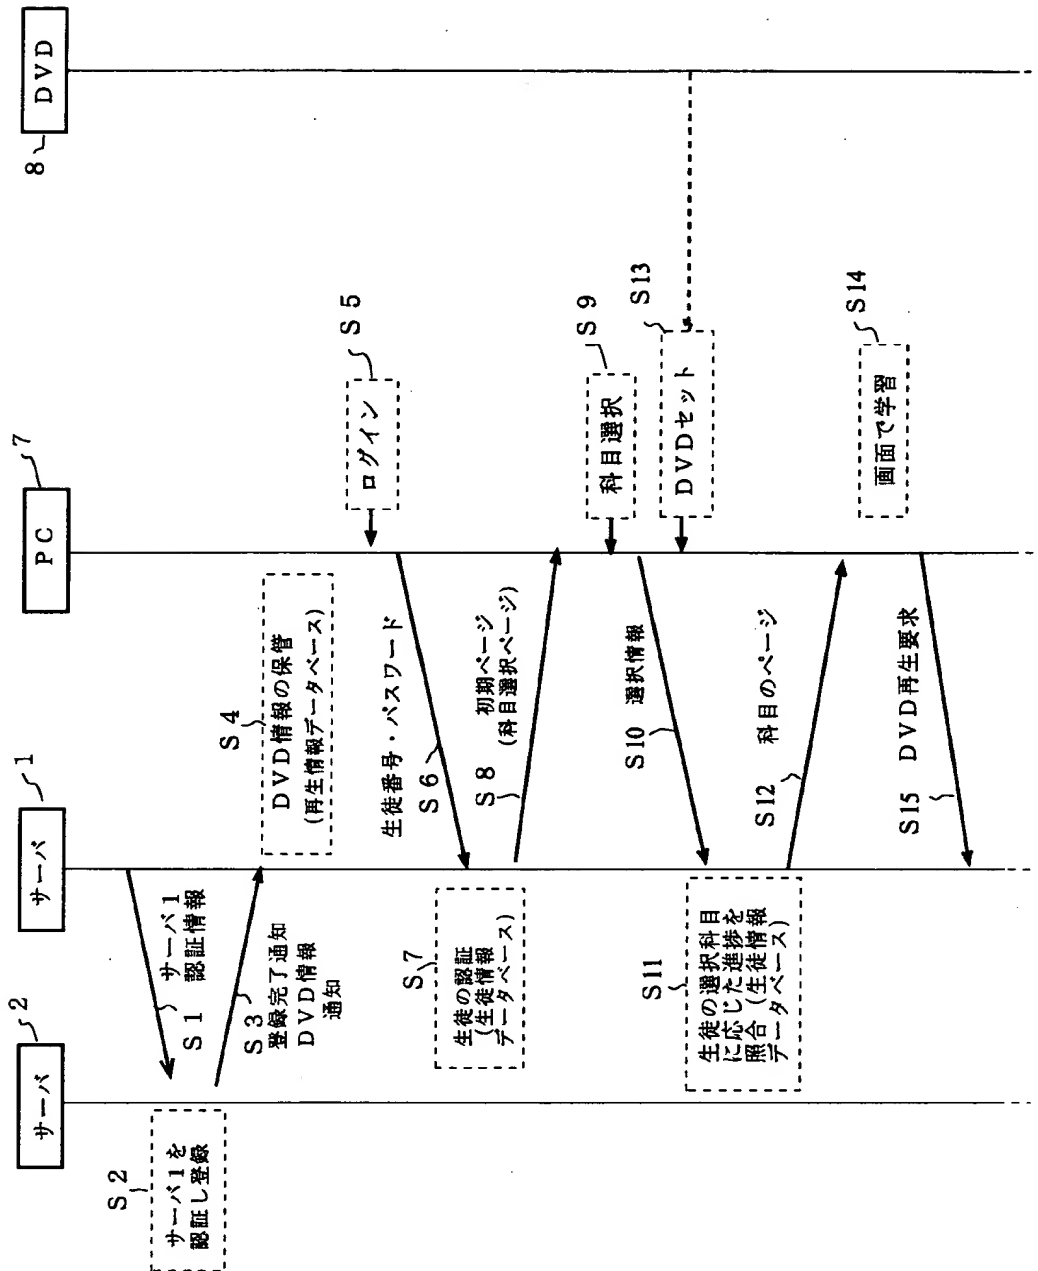 サーバ
2
サーバ
1
PC
7
DVD
8
S1 サーバ1
認証情報
S2
サーバ1を
認証し登録
S3
登録完了通知
DVD情報
通知
S4
DVD情報の保管
(再生情報データベース)
S5
ログイン
生徒番号・パスワード
S6
S7
生徒の認証
(生徒情報
データベース)
S8
初期ページ
(科目選択ページ)
S9
科目選択
S10 選択情報
S11
生徒の選択科目
に応じた進捗を
照合(生徒情報
データベース)
S12 科目のページ
S13
DVDセット
S14
画面で学習
S15 DVD再生要求